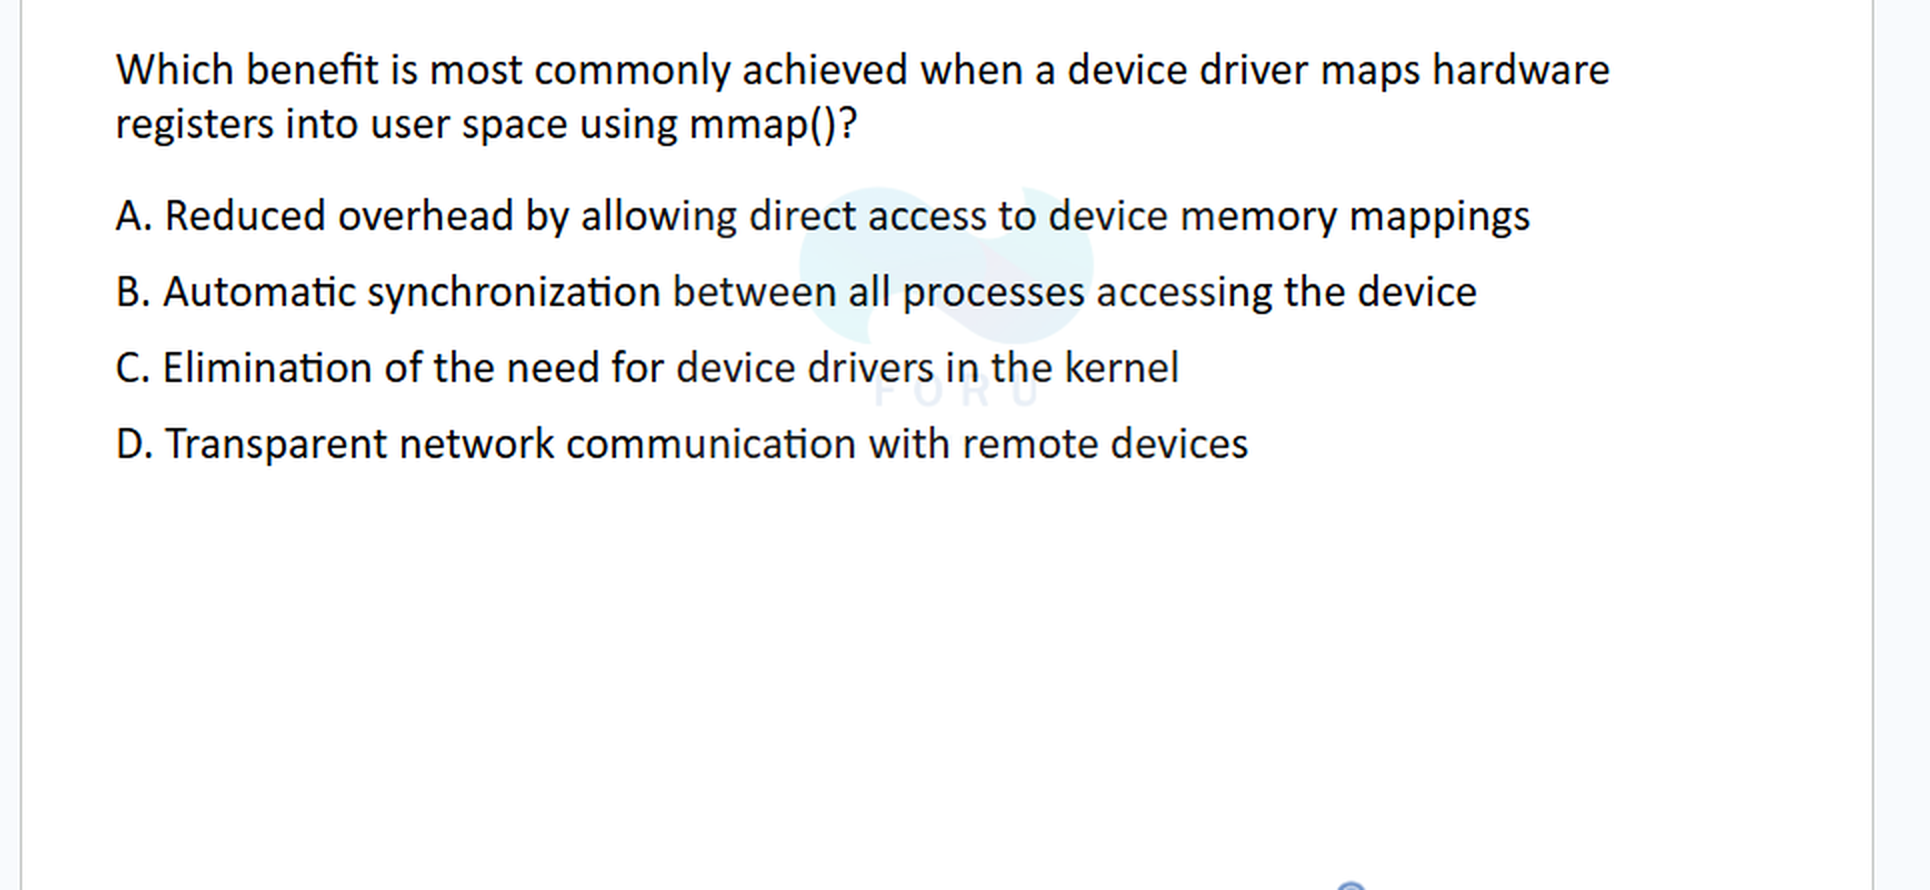 Which benefit is most commonly achieved when a device driver maps hardware
registers into user space using mmap()?
A. Reduced overhead by allowing direct access to device memory mappings
B. Automatic synchronization between all processes accessing the device
C. Elimination of the need for device drivers in the kernel
FORU
D. Transparent network communication with remote devices